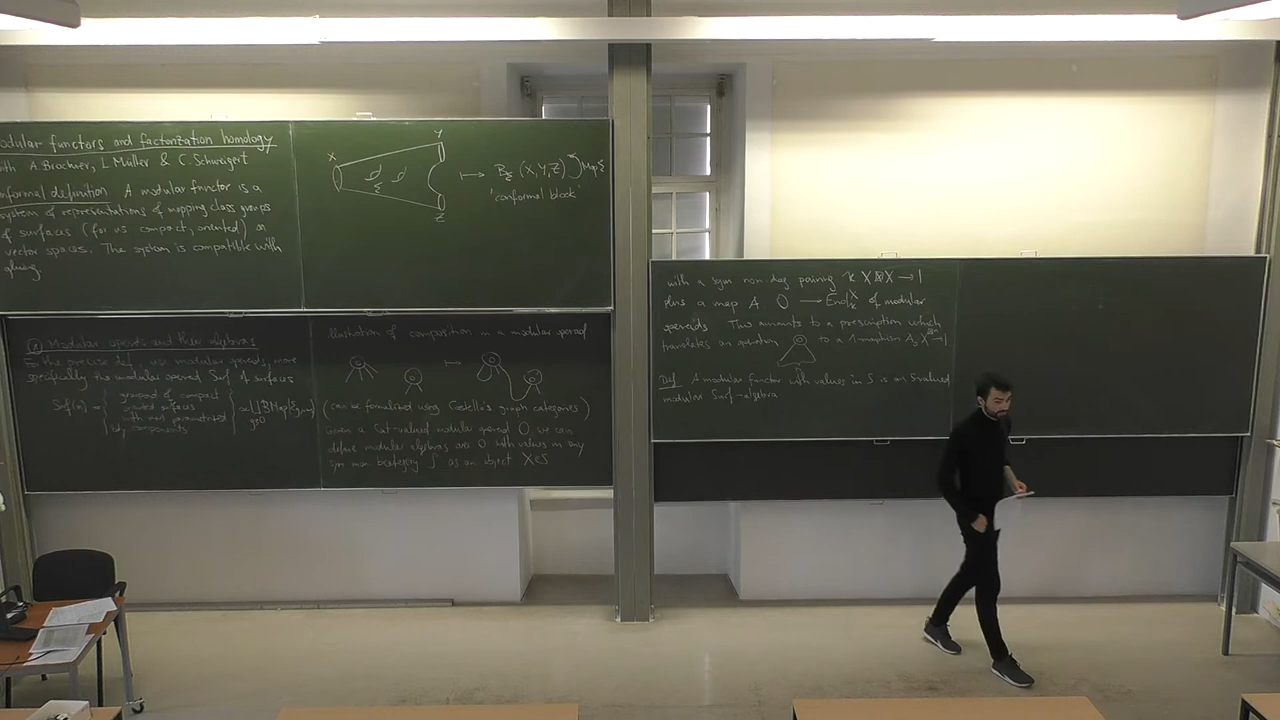 odular functors and factorization homology
ith A. Brochier, L Müller & C. Schweigert
nformal definition A modular functor is a
system of representations of mapping class groups
of surfaces (for us: compact, oriented) on
vector spaces. The system is compatible with
gluing.
X Y Z Σ ↦ B_Σ (X,Y,Z) ↺ Map Σ
'conformal block'
① Modular operads and their algebras
For the precise def, use modular operads, more
specifically the modular operad Surf of surfaces
Surf(n) =
groupoid of compact
oriented surfaces
with n parametrized
bdy components
Illustration of composition in a modular operad
(can be formalized using Costello's graph categories)
Given a Cat-valued modular operad O, we can
define modular algebras over O with values in any
sym mon bicategory S as an object X∈S
with a sym non-deg pairing κ: X⊠X → 1
plus a map A: O → End_κ^X of modular
operads. This amounts to a prescription which
translates an operation
to a 1-morphism
Def A modular functor with values in S is an S-valued
modular Surf-algebra